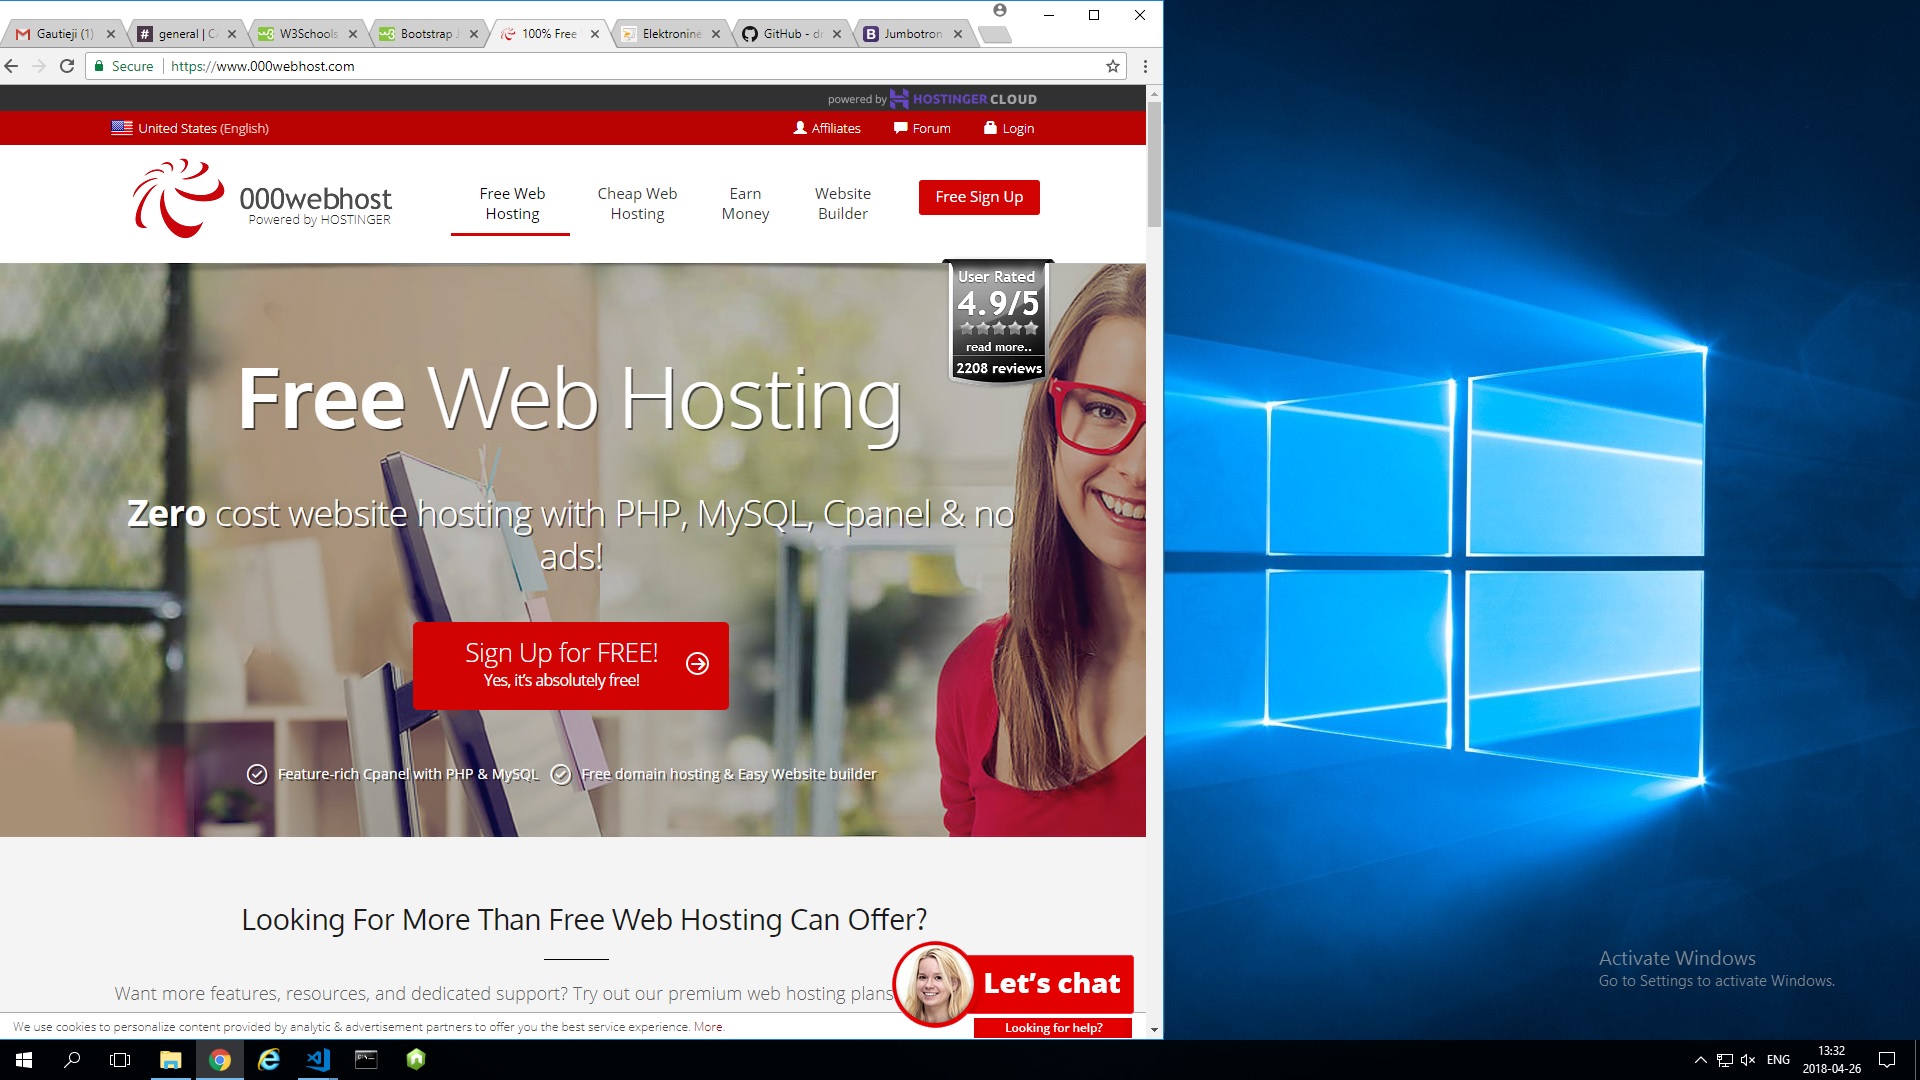 Gautieji (1)
general | C
W3Schools
Bootstrap J
100% Free
Elektroninė
GitHub - dr
Jumbotron
Secure
https://www.000webhost.com
powered by HOSTINGER CLOUD
United States (English)
Affiliates
Forum
Login
000webhost
Powered by HOSTINGER
Free Web
Hosting
Cheap Web
Hosting
Earn
Money
Website
Builder
Free Sign Up
User Rated
4.9/5
read more..
2208 reviews
Free Web Hosting
Zero cost website hosting with PHP, MySQL, Cpanel & no
ads!
Sign Up for FREE!
Yes, it's absolutely free!
Feature-rich Cpanel with PHP & MySQL
Free domain hosting & Easy Website builder
Looking For More Than Free Web Hosting Can Offer?
Want more features, resources, and dedicated support? Try out our premium web hosting plans
Let's chat
Looking for help?
We use cookies to personalize content provided by analytic & advertisement partners to offer you the best service experience. More.
Activate Windows
Go to Settings to activate Windows.
ENG
13:32
2018-04-26